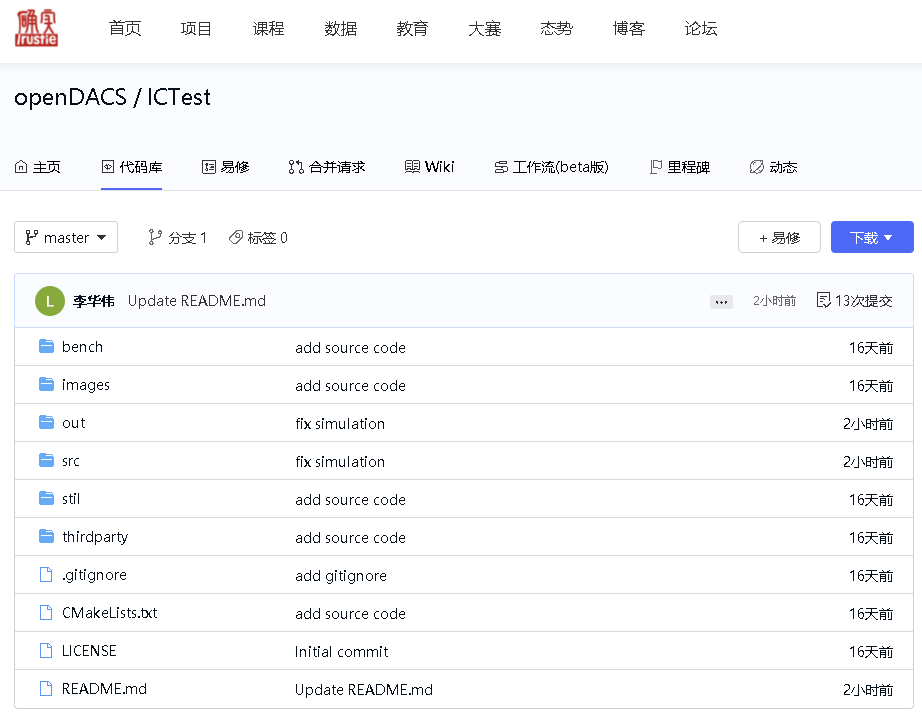 确实 Trustie
首页 项目 课程 数据 教育 大赛 态势 博客 论坛
openDACS / ICTest
主页 代码库 易修 合并请求 Wiki 工作流(beta版) 里程碑 动态
master 分支 1 标签 0 + 易修 下载
L 李华伟 Update README.md ... 2小时前 13次提交
bench add source code 16天前
images add source code 16天前
out fix simulation 2小时前
src fix simulation 2小时前
stil add source code 16天前
thirdparty add source code 16天前
.gitignore add gitignore 16天前
CMakeLists.txt add source code 16天前
LICENSE Initial commit 16天前
README.md Update README.md 2小时前